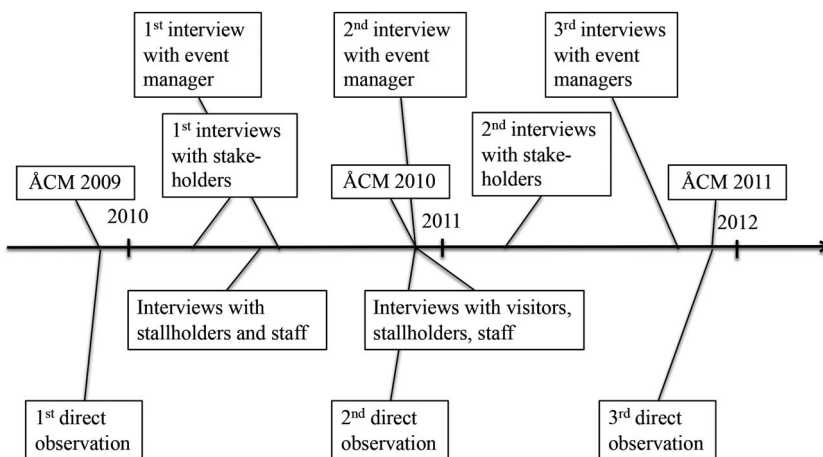 1st interview
with event
manager
2nd
interview
with event
manager
3rd interviews
with event
managers
1st interviews
with stake-
holders
2nd interviews
with stake-
holders
ÅCM 2009
ÅCM 2010
ÅCM 2011
2010
2011
2012
Interviews with
stallholders and staff
Interviews with visitors,
stallholders, staff
1st direct
observation
2nd direct
observation
3rd direct
observation